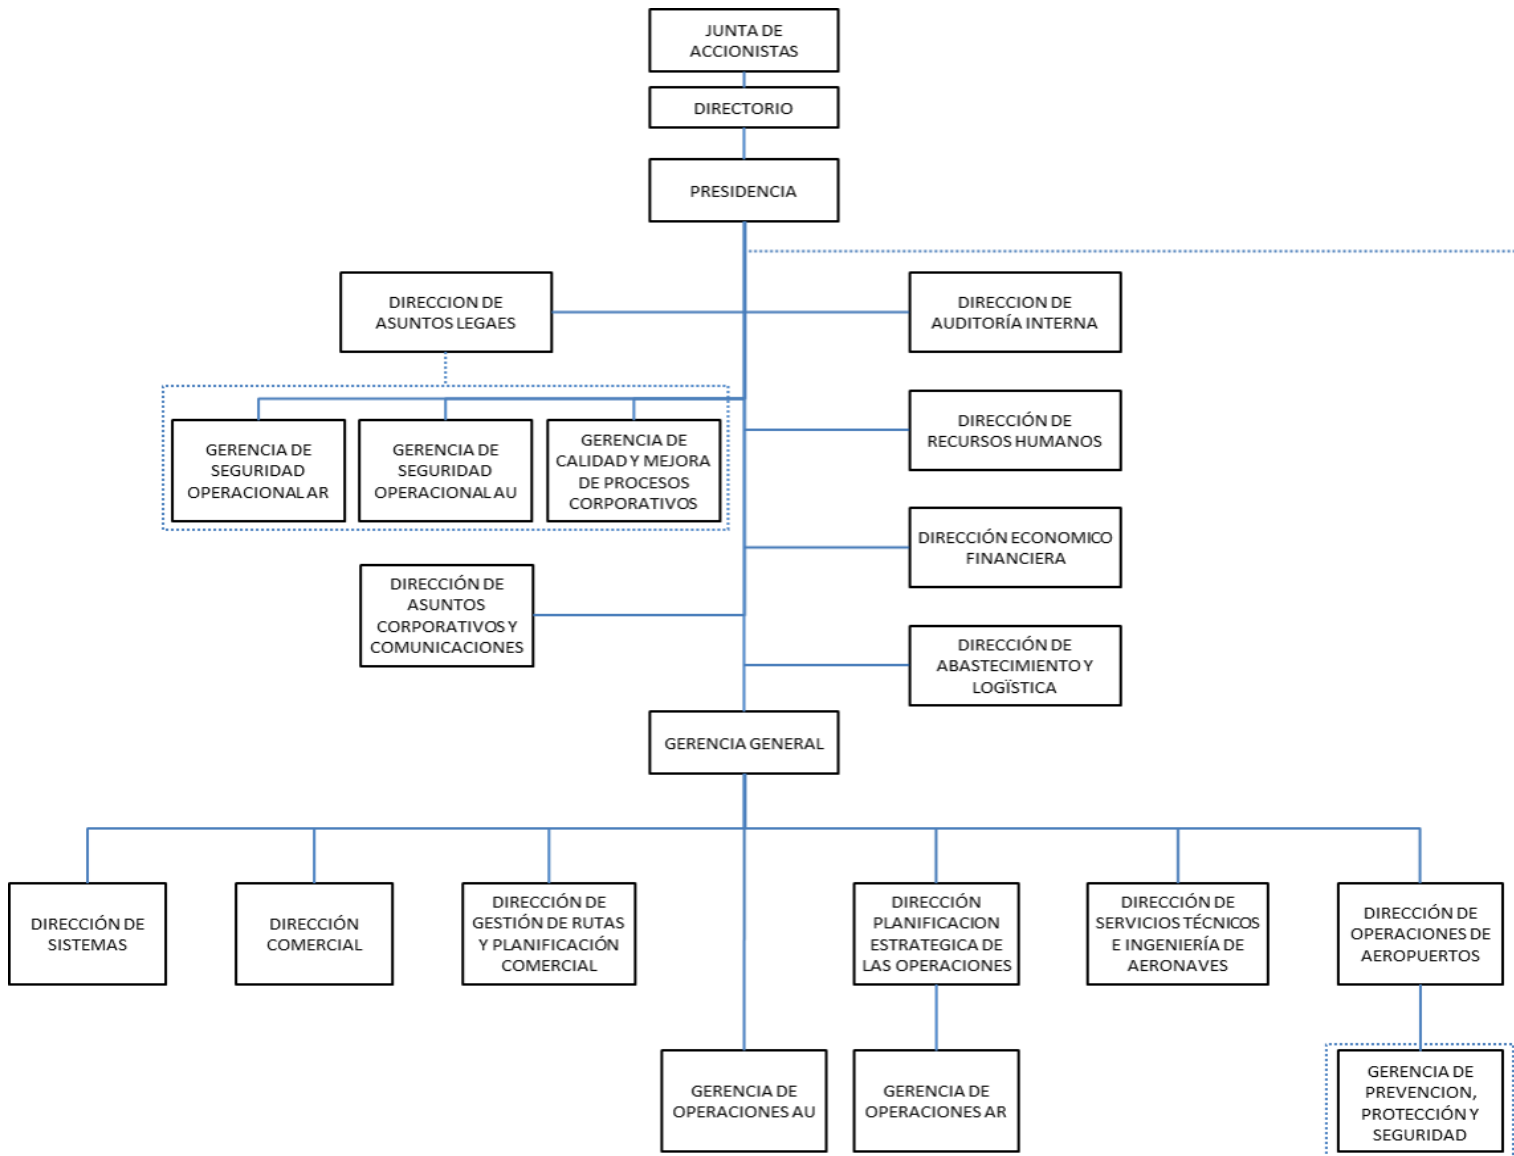 JUNTA DE
ACCIONISTAS
DIRECTORIO
PRESIDENCIA
DIRECCION DE
ASUNTOS LEGAES
DIRECCION DE
AUDITORÍA INTERNA
DIRECCIÓN DE
RECURSOS HUMANOS
GERENCIA DE
SEGURIDAD
OPERACIONAL AR
GERENCIA DE
SEGURIDAD
OPERACIONAL AU
GERENCIA DE
CALIDAD Y MEJORA
DE PROCESOS
CORPORATIVOS
DIRECCIÓN ECONOMICO
FINANCIERA
DIRECCIÓN DE
ASUNTOS
CORPORATIVOS Y
COMUNICACIONES
DIRECCIÓN DE
ABASTECIMIENTO Y
LOGÏSTICA
GERENCIA GENERAL
DIRECCIÓN DE
SISTEMAS
DIRECCIÓN
COMERCIAL
DIRECCIÓN DE
GESTIÓN DE RUTAS
Y PLANIFICACIÓN
COMERCIAL
DIRECCIÓN
PLANIFICACION
ESTRATEGICA DE
LAS OPERACIONES
DIRECCIÓN DE
SERVICIOS TÉCNICOS
E INGENIERÍA DE
AERONAVES
DIRECCIÓN DE
OPERACIONES DE
AEROPUERTOS
GERENCIA DE
OPERACIONES AU
GERENCIA DE
OPERACIONES AR
GERENCIA DE
PREVENCION,
PROTECCIÓN Y
SEGURIDAD